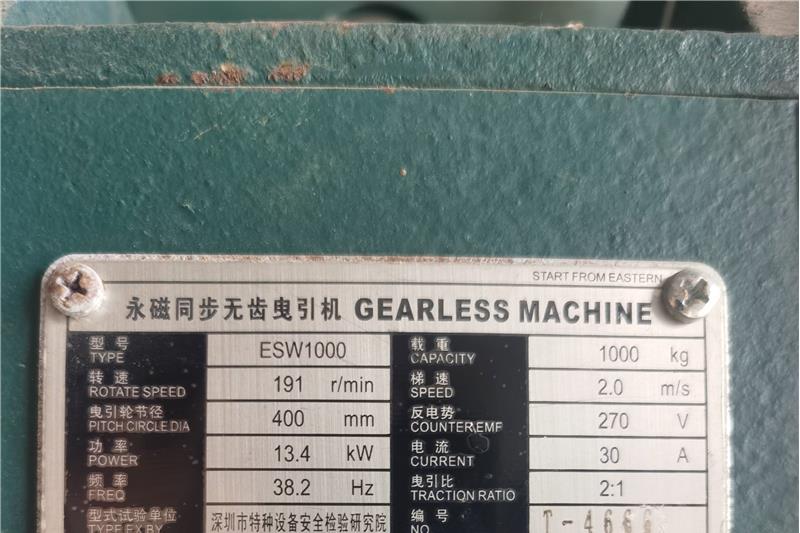 START FROM EASTERN
永磁同步无齿曳引机 GEARLESS MACHINE
型号 ESW1000 载重 1000 kg
TYPE CAPACITY
转速 191 r/min 梯速 2.0 m/s
ROTATE SPEED SPEED
曳引轮节径 400 mm 反电势 270 V
PITCH CIRCLE DIA COUNTER.EMF
功率 13.4 kW 电流 30 A
POWER CURRENT
频率 38.2 Hz 曳引比 2:1
FREQ TRACTION RATIO
型式试验单位 深圳市特种设备安全检验研究院 编号
TYPE EX.BY NO